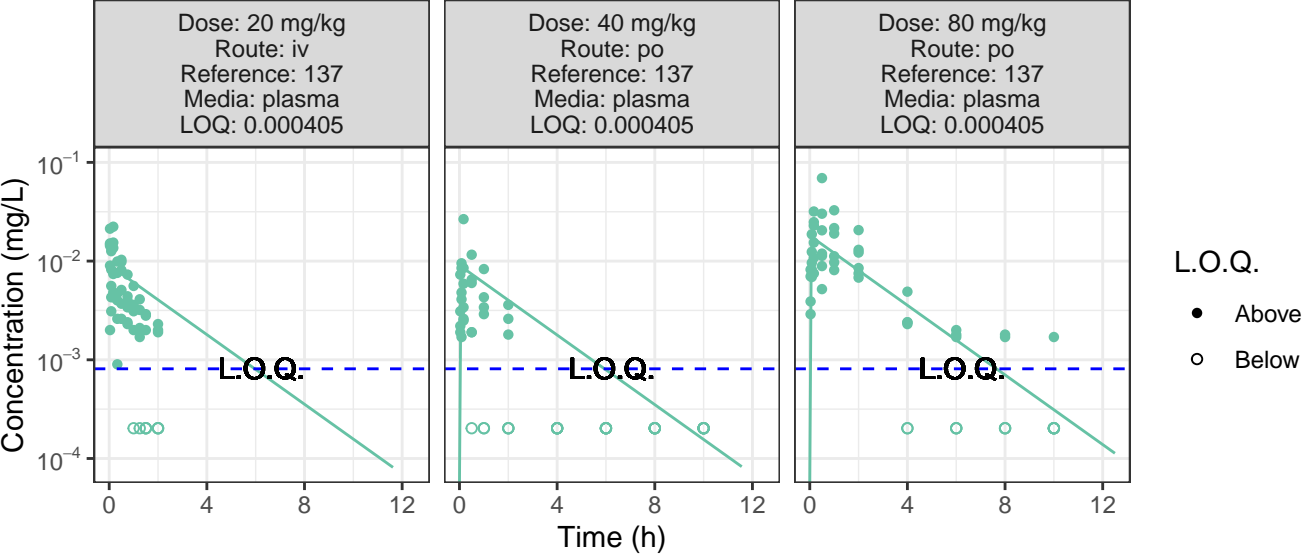 Dose: 20 mg/kg
Route: iv
Reference: 137
Media: plasma
LOQ: 0.000405
Dose: 40 mg/kg
Route: po
Reference: 137
Media: plasma
LOQ: 0.000405
Dose: 80 mg/kg
Route: po
Reference: 137
Media: plasma
LOQ: 0.000405
Concentration (mg/L)
10⁻¹
10⁻²
10⁻³
10⁻⁴
L.O.Q.
L.O.Q.
L.O.Q.
0 4 8 12
0 4 8 12
0 4 8 12
Time (h)
L.O.Q.
Above
Below